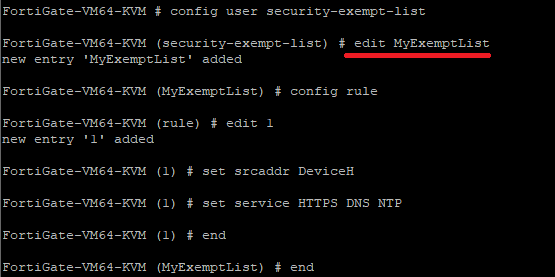 FortiGate-VM64-KVM # config user security-exempt-list
FortiGate-VM64-KVM (security-exempt-list) # edit MyExemptList
new entry 'MyExemptList' added
FortiGate-VM64-KVM (MyExemptList) # config rule
FortiGate-VM64-KVM (rule) # edit 1
new entry '1' added
FortiGate-VM64-KVM (1) # set srcaddr DeviceH
FortiGate-VM64-KVM (1) # set service HTTPS DNS NTP
FortiGate-VM64-KVM (1) # end
FortiGate-VM64-KVM (MyExemptList) # end